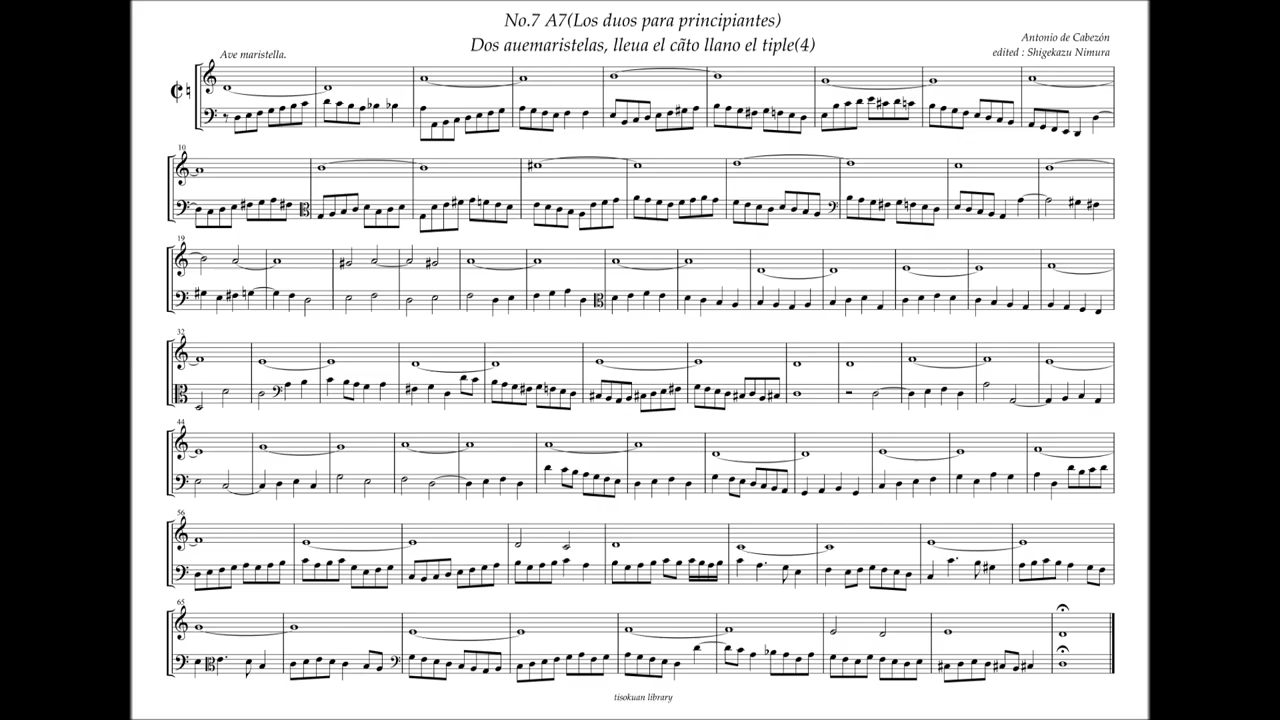 No.7 A7(Los duos para principiantes)
Dos auemaristelas, lleua el cãto llano el tiple(4)
Antonio de Cabezón
edited : Shigekazu Nimura
Ave maristella.
10
19
32
44
56
65
tisokuan library